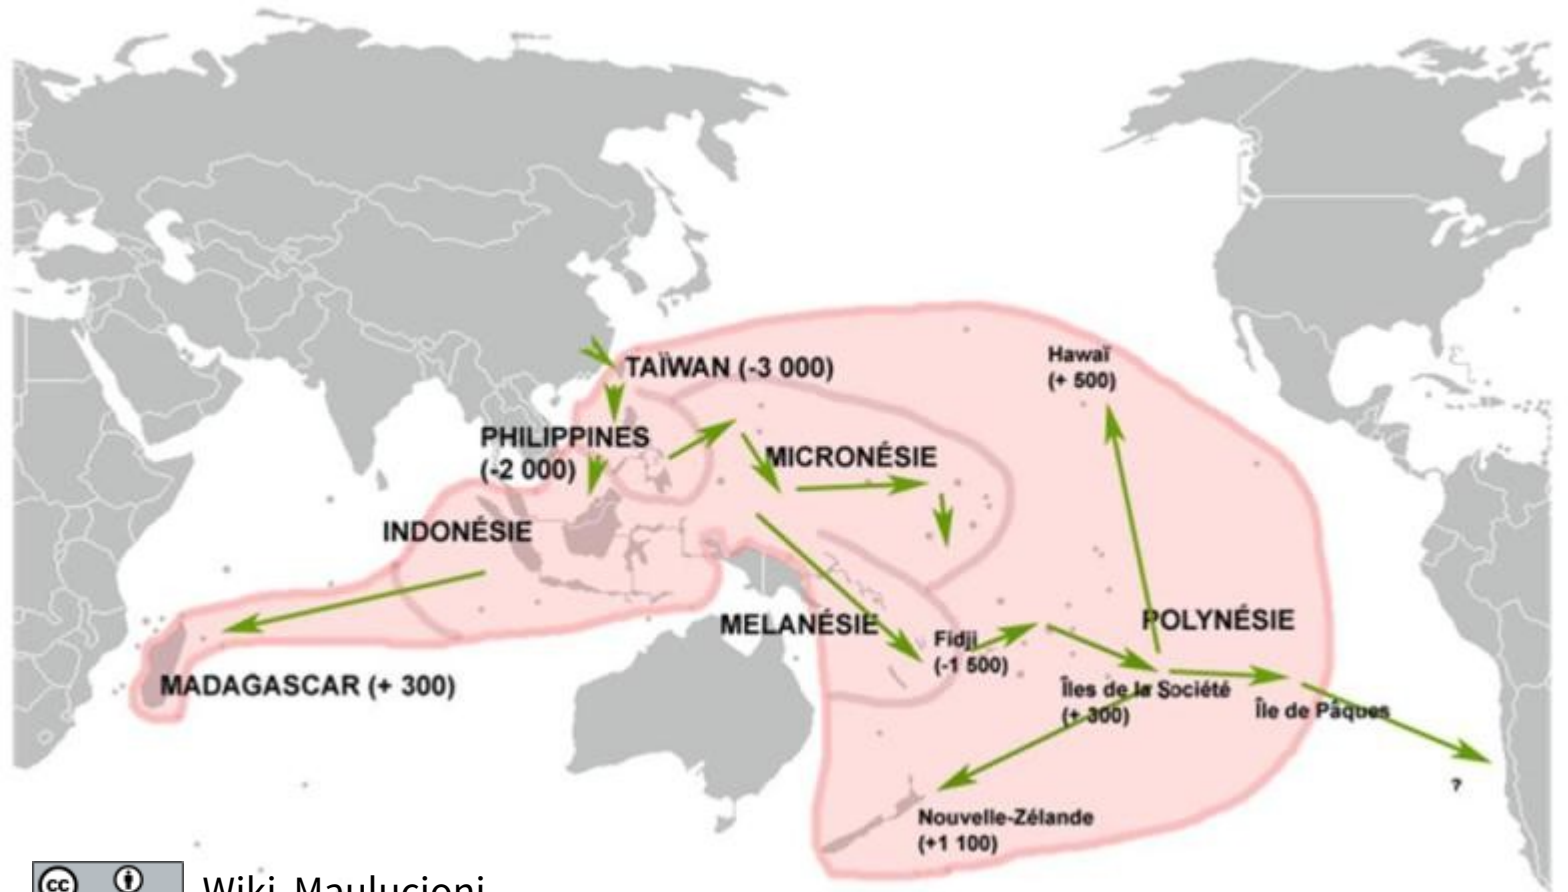 Hawaï
(+ 500)
TAÏWAN (-3 000)
PHILIPPINES
(-2 000)
MICRONÉSIE
INDONÉSIE
MELANÉSIE
POLYNÉSIE
Fidji
(-1 500)
Îles de la Société
(+ 300)
MADAGASCAR (+ 300)
Île de Pâques
?
Nouvelle-Zélande
(+1 100)
cc
Wiki Maulucioni